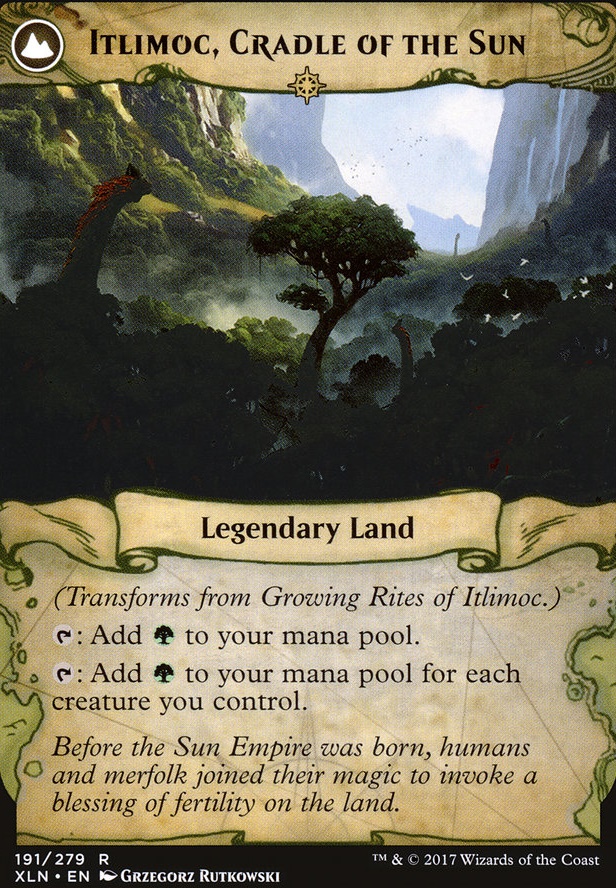 Itlimoc, Cradle of the Sun
Legendary Land
(Transforms from Growing Rites of Itlimoc.)
: Add to your mana pool.
: Add to your mana pool for each
creature you control.
Before the Sun Empire was born, humans
and merfolk joined their magic to invoke a
blessing of fertility on the land.
191/279 R
™ & © 2017 Wizards of the Coast
XLN • EN Grzegorz Rutkowski